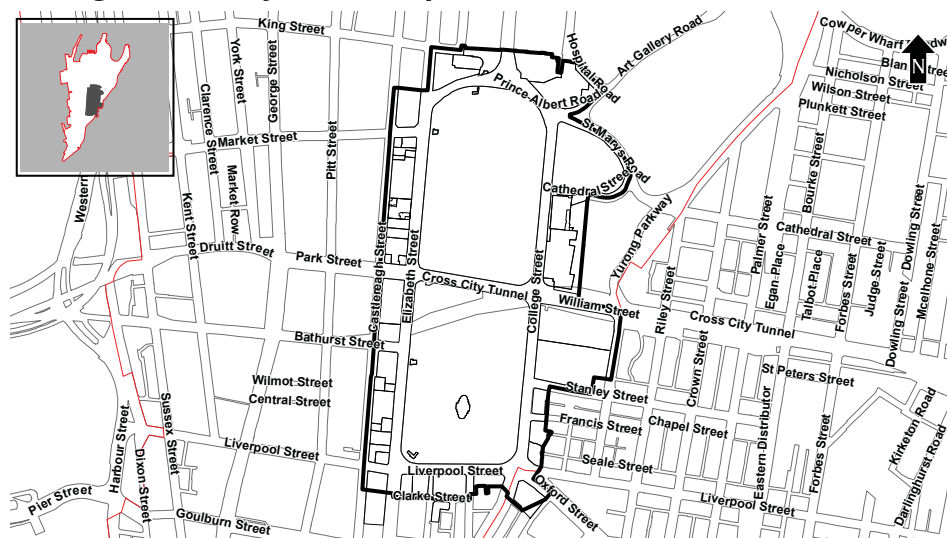 King Street
Hospital Road
Art Gallery Road
York Street
George Street
Clarence Street
Prince Albert Road
N
Nicholson Street
Wilson Street
Plunkett Street
Market Street
Pitt Street
St Marys Road
Bourke Street
Market Row
Cathedral Street
Western
Kent Street
Yurong Parkway
Palmer Street
Cathedral Street
Dowling Street
Druitt Street
Park Street
Castlereagh Street
Elizabeth Street
College Street
Egan Place
Talbot Place
Forbes Street
Judge Street
Mcelhone Street
Cross City Tunnel
William Street
Riley Street
Cross City Tunnel
Dowling Street
Bathurst Street
Crown Street
St Peters Street
Wilmot Street
Central Street
Stanley Street
Francis Street
Chapel Street
Kirketon Road
Sussex Street
Harbour Street
Dixon Street
Liverpool Street
Liverpool Street
Seale Street
Eastern Distributor
Forbes Street
Darlinghurst Road
Pier Street
Clarke Street
Oxford Street
Liverpool Street
Goulburn Street